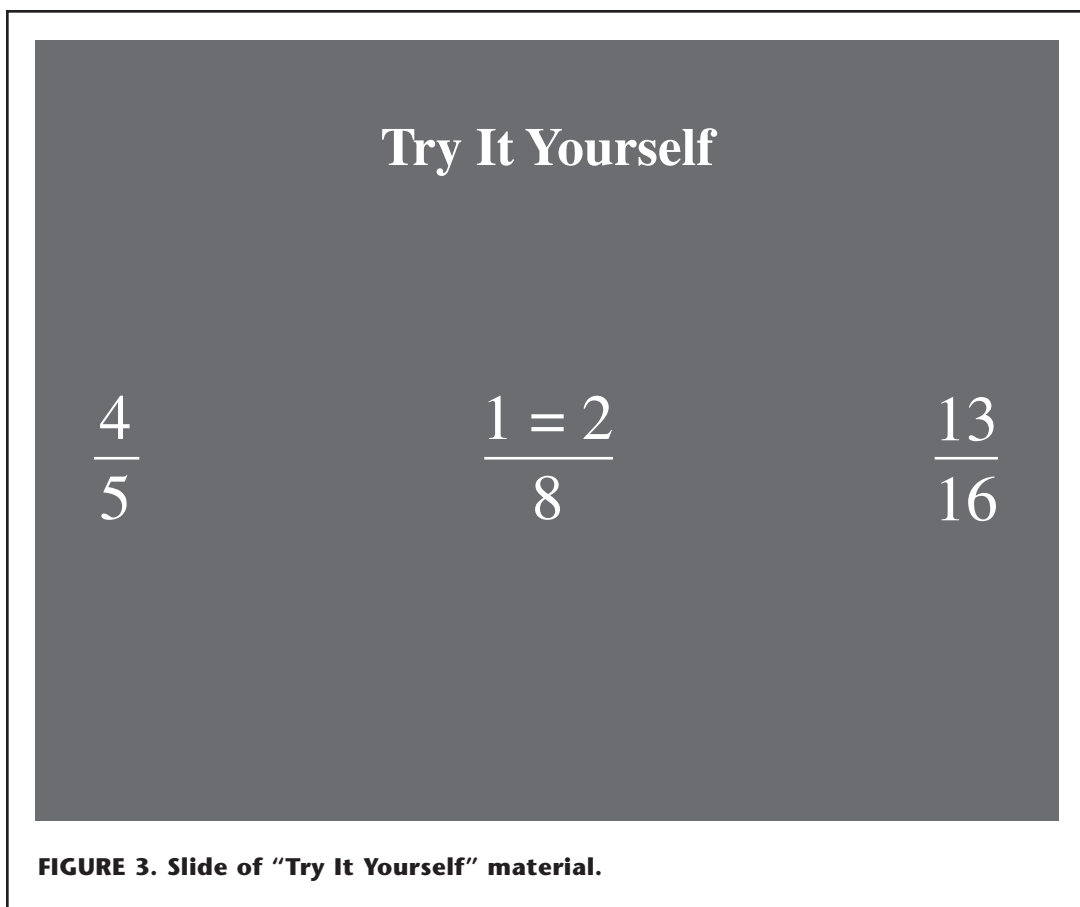 Try It Yourself
4 1 = 2 13
5 8 16
FIGURE 3. Slide of “Try It Yourself” material.